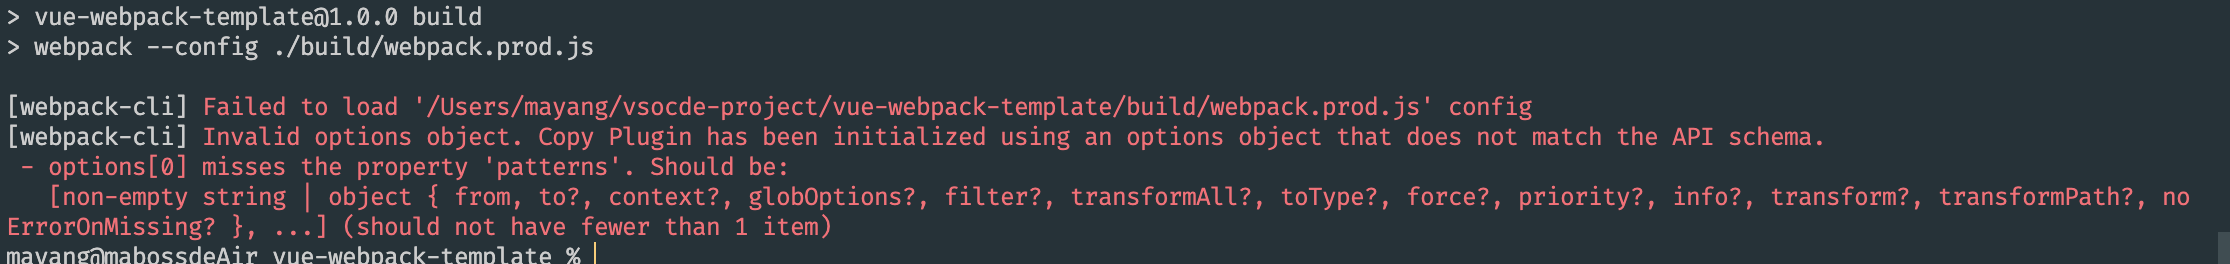 > vue-webpack-template@1.0.0 build
> webpack --config ./build/webpack.prod.js
[webpack-cli] Failed to load '/Users/mayang/vsocde-project/vue-webpack-template/build/webpack.prod.js' config
[webpack-cli] Invalid options object. Copy Plugin has been initialized using an options object that does not match the API schema.
- options[0] misses the property 'patterns'. Should be:
[non-empty string | object { from, to?, context?, globOptions?, filter?, transformAll?, toType?, force?, priority?, info?, transform?, transformPath?, no
ErrorOnMissing? }, ...] (should not have fewer than 1 item)
mayang@mabossdeAir vue-webpack-template %